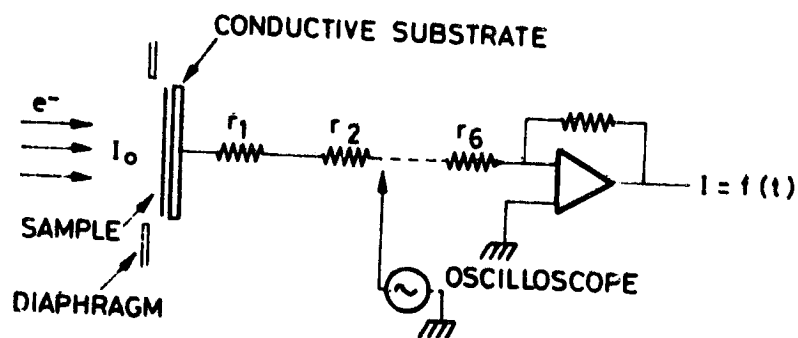 CONDUCTIVE SUBSTRATE
e⁻
I₀
r₁
r₂
r₆
I = f(t)
SAMPLE
OSCILLOSCOPE
DIAPHRAGM